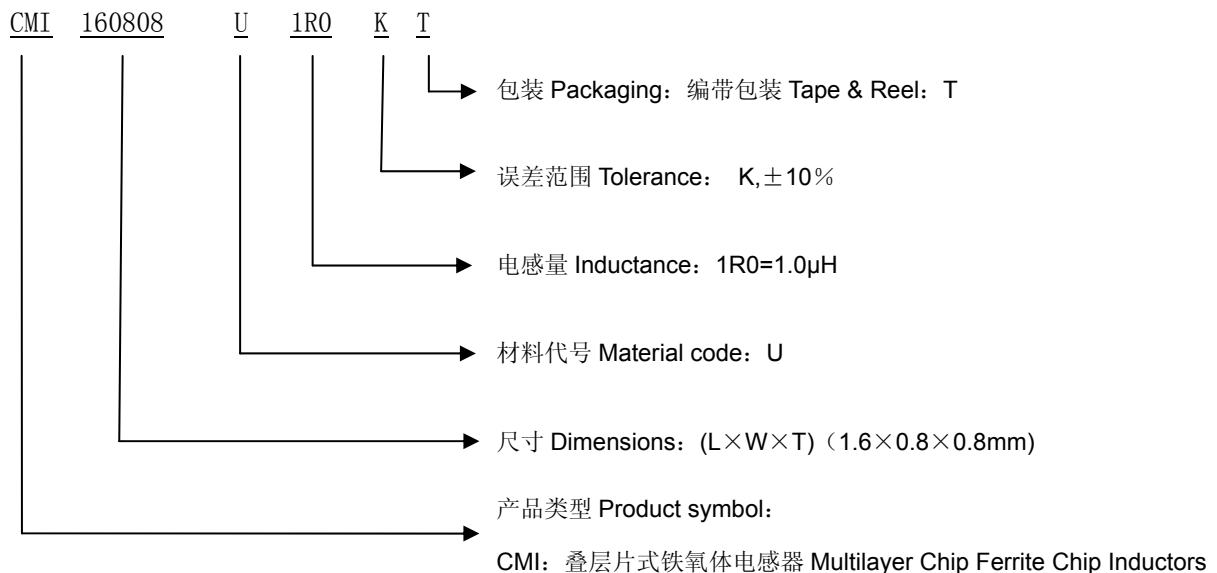 CMI 160808 U 1R0 K T
包装 Packaging：编带包装 Tape & Reel：T
误差范围 Tolerance： K,±10％
电感量 Inductance：1R0=1.0μH
材料代号 Material code：U
尺寸 Dimensions：(L×W×T)（1.6×0.8×0.8mm)
产品类型 Product symbol：
CMI：叠层片式铁氧体电感器 Multilayer Chip Ferrite Chip Inductors